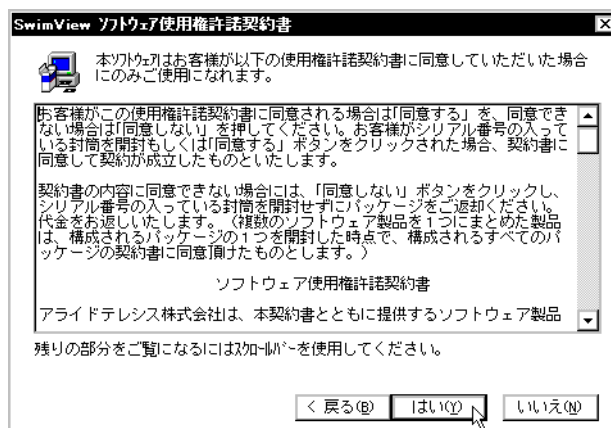 SwimView ソフトウェア使用権許諾契約書
本ソフトウェアはお客様が以下の使用権許諾契約書に同意していただいた場合
にのみご使用になれます。
お客様がこの使用権許諾契約書に同意される場合は「同意する」を、同意でき
ない場合は「同意しない」を押してください。お客様がシリアル番号の入って
いる封筒を開封もしくは「同意する」ボタンをクリックされた場合、契約書に
同意して契約が成立したものといたします。
契約書の内容に同意できない場合には、「同意しない」ボタンをクリックし、
シリアル番号の入っている封筒を開封せずにパッケージをご返却ください。
代金をお返しいたします。（複数のソフトウェア製品を１つにまとめた製品
は、構成されるパッケージの１つを開封した時点で、構成されるすべてのパ
ッケージの契約書に同意頂けたものとします。）
ソフトウェア使用権許諾契約書
アライドテレシス株式会社は、本契約書とともに提供するソフトウェア製品
残りの部分をご覧になるにはスクロールバーを使用してください。
< 戻る(B) はい(Y) いいえ(N)